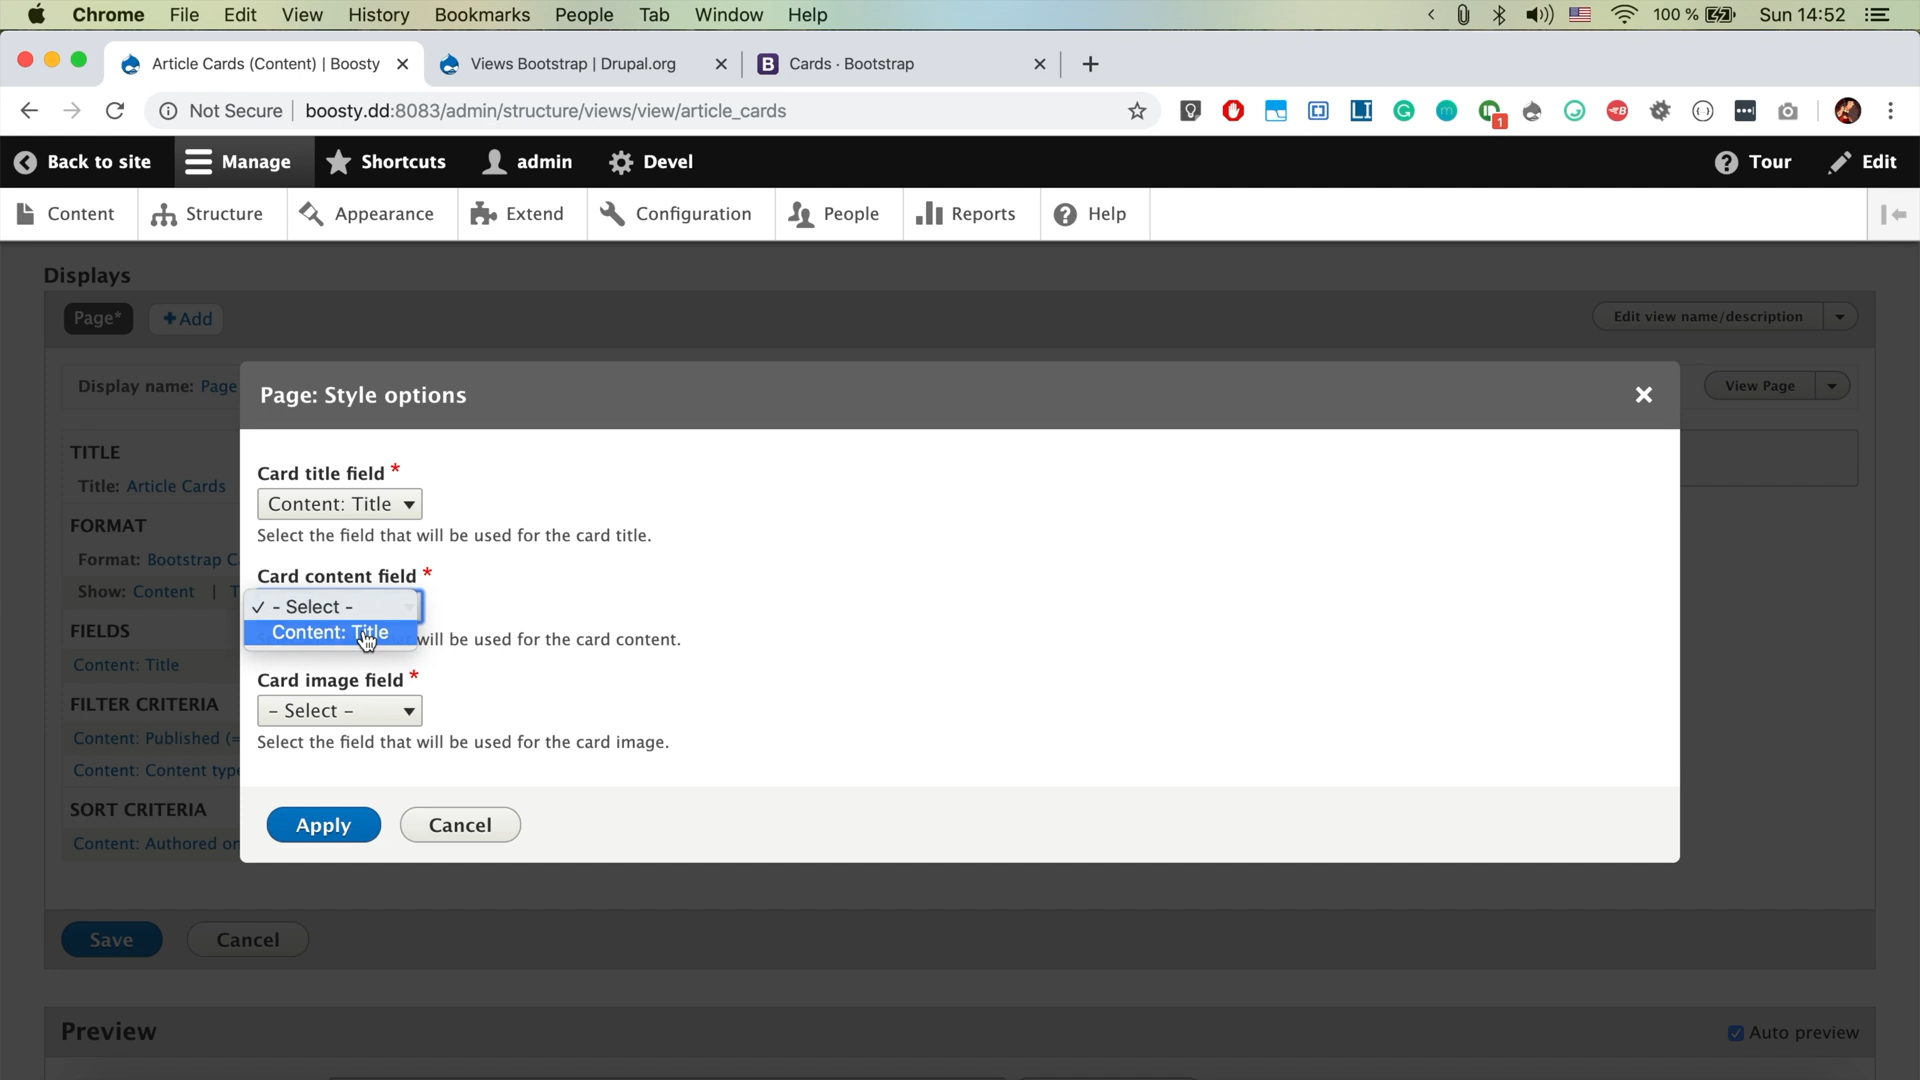 Chrome File Edit View History Bookmarks People Tab Window Help
100 % Sun 14:52
Article Cards (Content) | Boosty
Views Bootstrap | Drupal.org
Cards · Bootstrap
Not Secure boosty.dd:8083/admin/structure/views/view/article_cards
1
Back to site Manage Shortcuts admin Devel Tour Edit
Content Structure Appearance Extend Configuration People Reports Help
Displays
Page* +Add Edit view name/description
Display name: Page View Page
Page: Style options
TITLE
Title: Article Cards
FORMAT
Format: Bootstrap C
Show: Content |
FIELDS
Content: Title
FILTER CRITERIA
Content: Published (=
Content: Content type
SORT CRITERIA
Content: Authored on
Card title field *
Content: Title
Select the field that will be used for the card title.
Card content field *
✓ - Select -
Content: Title
will be used for the card content.
Card image field *
- Select -
Select the field that will be used for the card image.
Apply Cancel
Save Cancel
Preview Auto preview